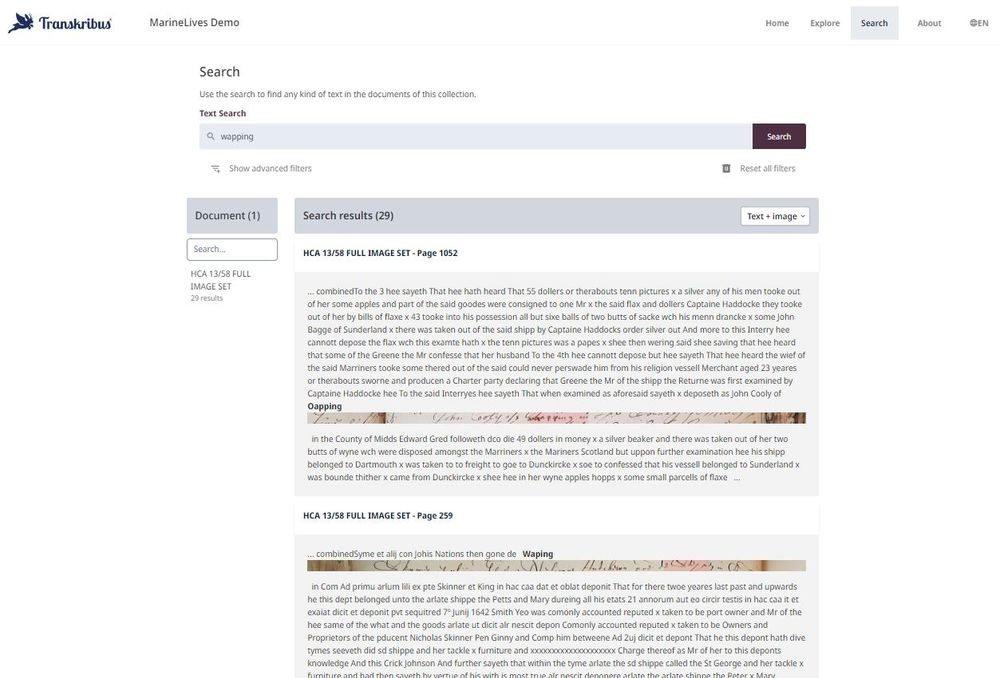 Transkribus
MarineLives Demo
Home
Explore
Search
About
EN
Search
Use the search to find any kind of text in the documents of this collection.
Text Search
wapping
Search
Show advanced filters
Reset all filters
Document (1)
Search...
HCA 13/58 FULL
IMAGE SET
29 results
Search results (29)
Text + image
HCA 13/58 FULL IMAGE SET - Page 1052
... combinedTo the 3 hee sayeth That hee hath heard That 55 dollers or therabouts tenn pictures x a silver any of his men tooke out
of her some apples and part of the said goodes were consigned to one Mr x the said flax and dollers Captaine Haddocke they tooke
out of her by bills of flaxe x 43 tooke into his possession all but sixe balls of two butts of sacke wch his menn drancke x some John
Bagge of Sunderland x there was taken out of the said shipp by Captaine Haddocks order silver out And more to this Interry hee
cannott depose the flax wch this examte hath x the tenn pictures was a papes x shee then wering said shee saving that hee heard
that some of the Greene the Mr confesse that her husband To the 4th hee cannott depose but hee sayeth That hee heard the wief of
the said Marriners tooke some thered out of the said could never perswade him from his religion vessell Merchant aged 23 yeares
or therabouts sworne and producen a Charter party declaring that Greene the Mr of the shipp the Returne was first examined by
Captaine Haddocke hee To the said Interryes hee sayeth That when examined as aforesaid sayeth x deposeth as John Cooly of
Oapping
in the County of Midds Edward Gred followeth dco die 49 dollers in money x a silver beaker and there was taken out of her two
butts of wyne wch were disposed amongst the Marriners x the Mariners Scotland but uppon further examination hee his shipp
belonged to Dartmouth x was taken to to freight to goe to Dunckircke x soe to confessed that his vessell belonged to Sunderland x
was bounde thither x came from Dunckircke x shee hee in her wyne apples hopps x some small parcells of flaxe ...
HCA 13/58 FULL IMAGE SET - Page 259
... combinedSyme et alij con Johis Nations then gone de Waping
in Com Ad primu arlum lili ex pte Skinner et King in hac caa dat et oblat deponit That for there twoe yeares last past and upwards
he this dept belonged unto the arlate shippe the Petts and Mary dureing all his etats 21 annorum aut eo circir testis in hac caa it et
exaiat dicit et deponit pvt sequitred 7° Junij 1642 Smith Yeo was comonly accounted reputed x taken to be port owner and Mr of the
hee same of what and the goods arlate ut dicit alr nescit depon Comonly accounted reputed x taken to be Owners and
Proprietors of the pducent Nicholas Skinner Pen Ginny and Comp him betweene Ad 2uj dicit et depont That he this depont hath dive
tymes seeveth did sd shippe and her tackle x furniture and xxxxxxxxxxxxxxxxxxxx Charge thereof as Mr of her to this deponts
knowledge And this Crick Johnson And further sayeth that within the tyme arlate the sd shippe called the St George and her tackle x
furniture and had then sayeth by vertue of his with is most true alr nescit deponere arlate the arlate shippe the Peter x Mary